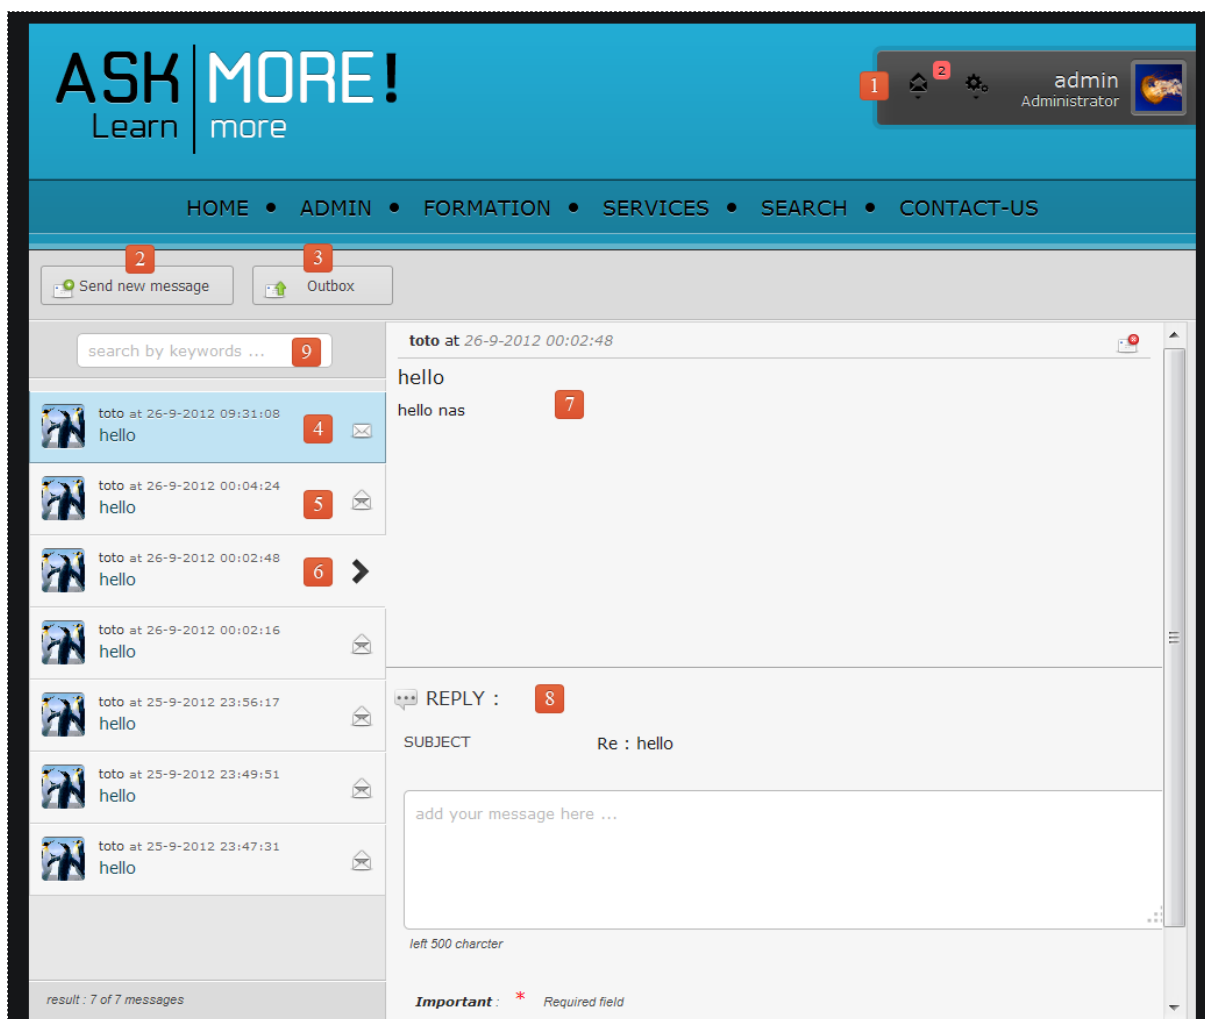 ASK MORE!
Learn more
1
2
admin
Administrator
HOME • ADMIN • FORMATION • SERVICES • SEARCH • CONTACT-US
2
3
Send new message
Outbox
search by keywords ...
9
toto at 26-9-2012 09:31:08
hello
4
toto at 26-9-2012 00:04:24
hello
5
toto at 26-9-2012 00:02:48
hello
6
toto at 26-9-2012 00:02:16
hello
toto at 25-9-2012 23:56:17
hello
toto at 25-9-2012 23:49:51
hello
toto at 25-9-2012 23:47:31
hello
result : 7 of 7 messages
toto at 26-9-2012 00:02:48
hello
hello nas
7
REPLY :
8
SUBJECT
Re : hello
add your message here ...
left 500 charcter
Important : * Required field